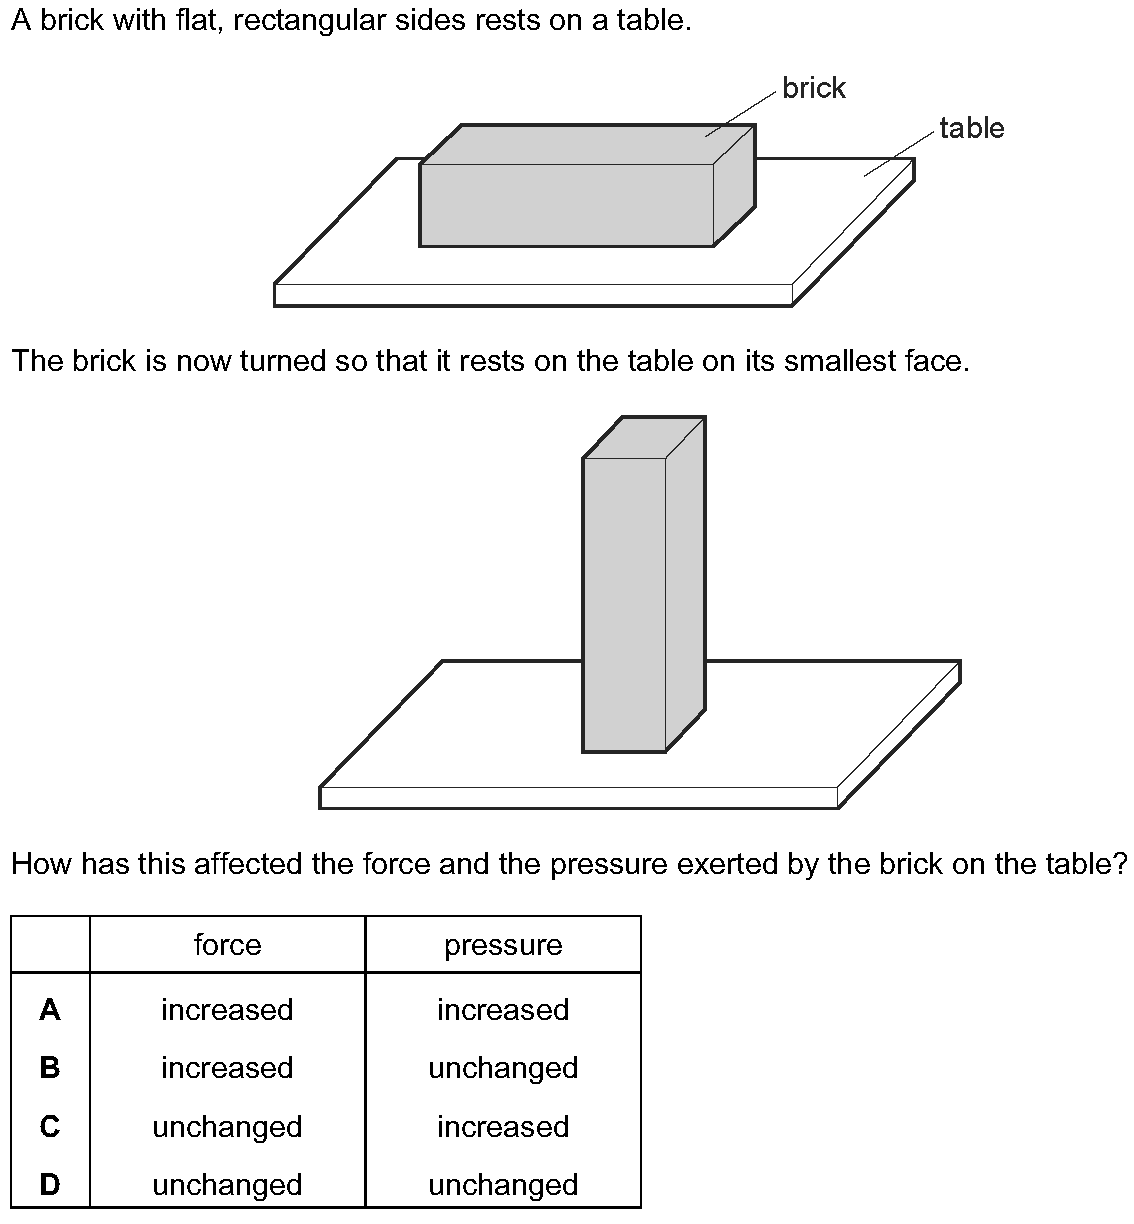 A brick with flat, rectangular sides rests on a table.
brick
table
The brick is now turned so that it rests on the table on its smallest face.
How has this affected the force and the pressure exerted by the brick on the table?
force pressure
A increased increased
B increased unchanged
C unchanged increased
D unchanged unchanged